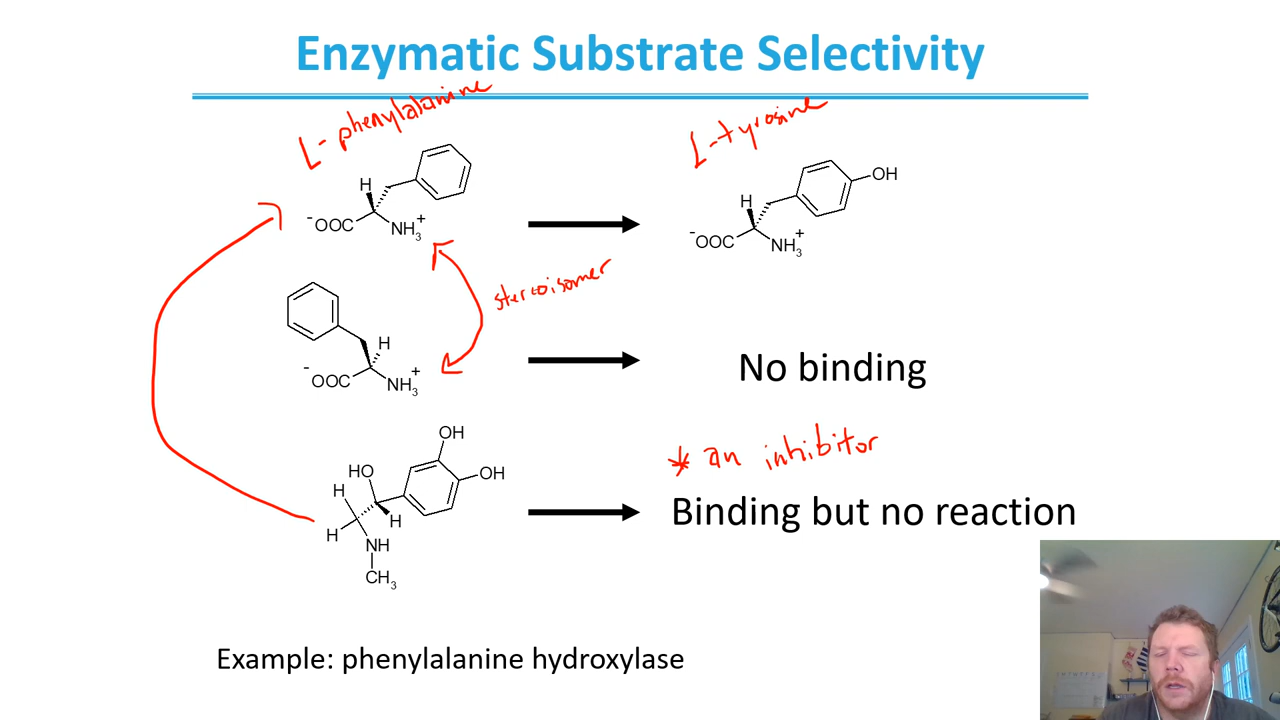 Enzymatic Substrate Selectivity
L-phenylalanine
L-tyrosine
H
-OOC
NH3+
H
OH
-OOC
NH3+
stereoisomer
H
-OOC
NH3+
No binding
* an inhibitor
OH
HO
OH
H
H
H
NH
CH3
Binding but no reaction
Example: phenylalanine hydroxylase